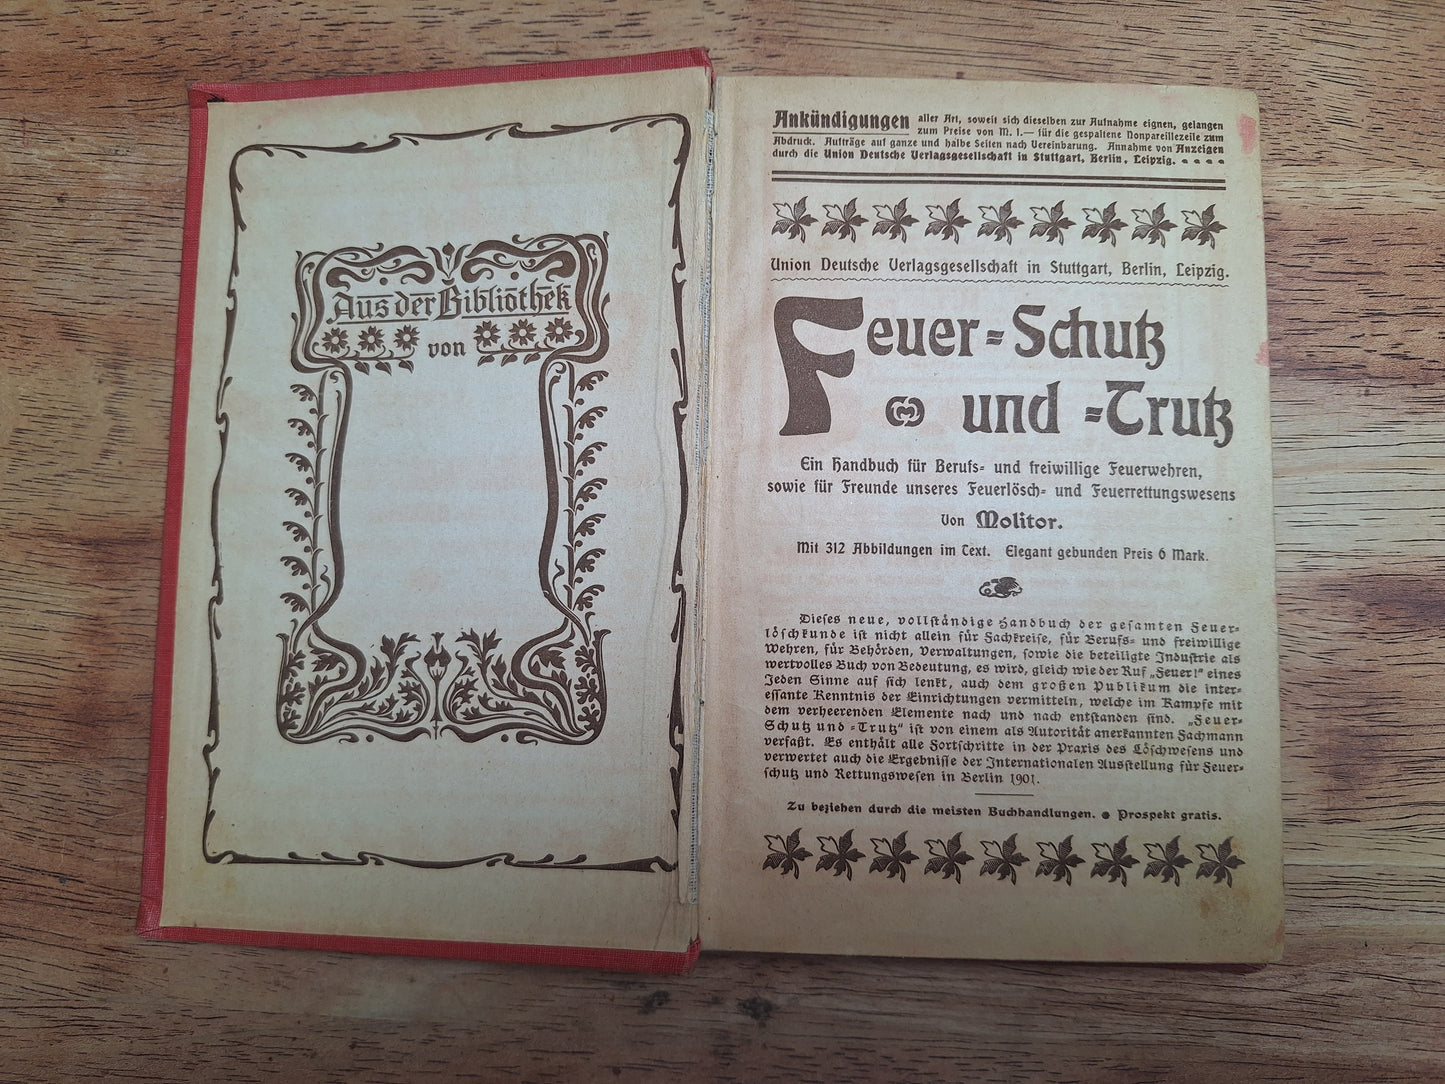 Aus der Bibliothek
von
Ankündigungen aller Art, soweit sich dieselben zur Aufnahme eignen, gelangen
zum Preise von M. 1.— für die gespaltene Nonpareillezeile zum
Abdruck. Aufträge auf ganze und halbe Seiten nach Vereinbarung. Annahme von Anzeigen
durch die Union Deutsche Verlagsgesellschaft in Stuttgart, Berlin, Leipzig.
Union Deutsche Verlagsgesellschaft in Stuttgart, Berlin, Leipzig.
Feuer-Schutz
und -Trutz
Ein Handbuch für Berufs- und freiwillige Feuerwehren,
sowie für Freunde unseres Feuerlösch- und Feuerrettungswesens
Von Molitor.
Mit 312 Abbildungen im Text. Elegant gebunden Preis 6 Mark.
Dieses neue, vollständige Handbuch der gesamten Feuer-
löschkunde ist nicht allein für Fachkreise, für Berufs- und freiwillige
Wehren, für Behörden, Verwaltungen, sowie die beteiligte Industrie als
wertvolles Buch von Bedeutung, es wird, gleich wie der Ruf „Feuer!“ eines
Jeden Sinne auf sich lenkt, auch dem großen Publikum die inter-
essante Kenntnis der Einrichtungen vermitteln, welche im Kampfe mit
dem verheerenden Elemente nach und nach entstanden sind. „Feuer-
Schutz und -Trutz“ ist von einem als Autorität anerkannten Fachmann
verfaßt. Es enthält alle Fortschritte in der Praxis des Löschwesens und
verwertet auch die Ergebnisse der Internationalen Ausstellung für Feuer-
schutz und Rettungswesen in Berlin 1901.
Zu beziehen durch die meisten Buchhandlungen. • Prospekt gratis.